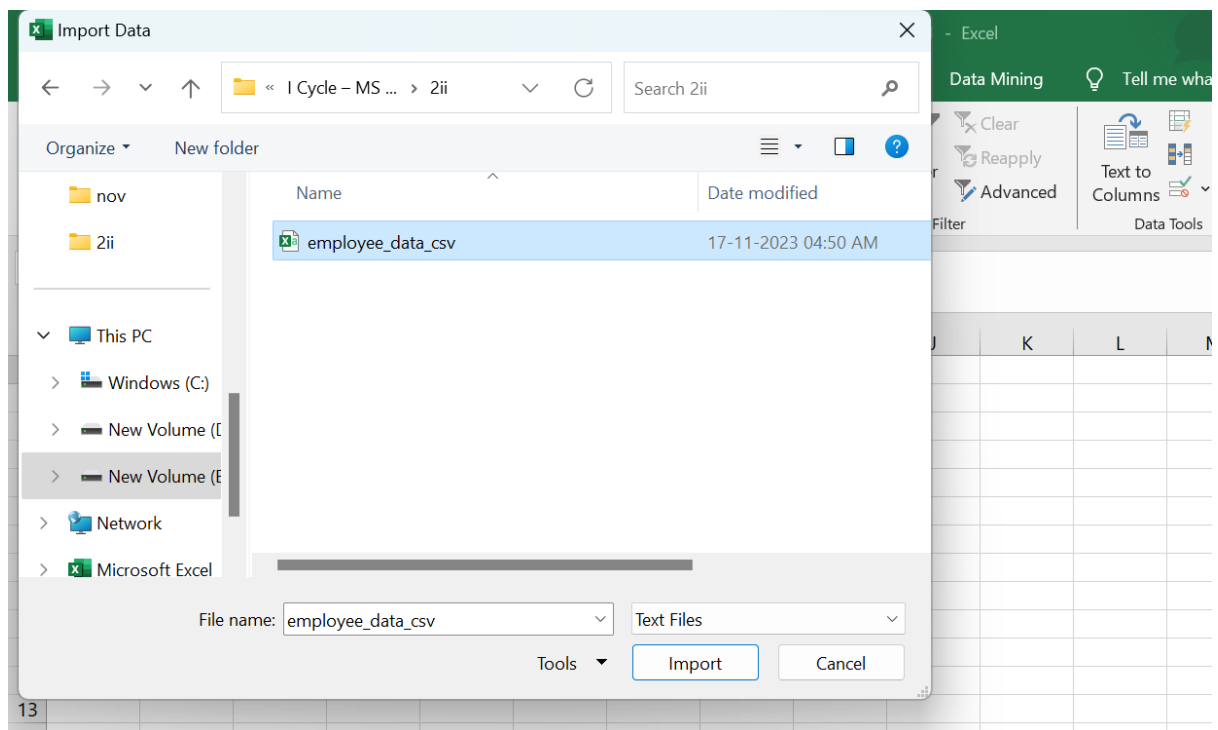 Import Data
- Excel
Data Mining
Tell me wha
« I Cycle – MS ... › 2ii
Search 2ii
Organize
New folder
Clear
Reapply
Advanced
Filter
Text to
Columns
Data Tools
Name
Date modified
nov
2ii
employee_data_csv
17-11-2023 04:50 AM
This PC
Windows (C:)
New Volume (
New Volume (
Network
Microsoft Excel
K
L
File name:
employee_data_csv
Text Files
Tools
Import
Cancel
13